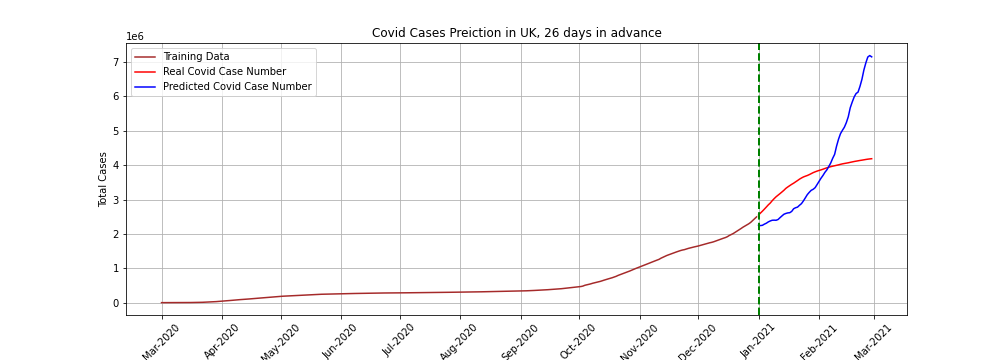 Covid Cases Preiction in UK, 26 days in advance
1e6
Training Data
Real Covid Case Number
Predicted Covid Case Number
Total Cases
7
6
5
4
3
2
1
0
Mar-2020
Apr-2020
May-2020
Jun-2020
Jul-2020
Aug-2020
Sep-2020
Oct-2020
Nov-2020
Dec-2020
Jan-2021
Feb-2021
Mar-2021